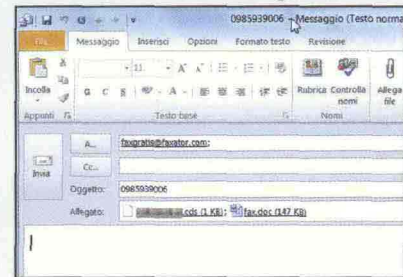 0985939006 - Messaggio (Testo norma
File Messaggio Inserisci Opzioni Formato testo Revisione
11
Incolla G C S A Rubrica Controlla nomi Allega file
Appunti Testo base Nomi
A... faxgratis@faxator.com;
Cc...
Invia
Oggetto: 0985939006
Allegato: .cds (1 KB); fax.doc (147 KB)